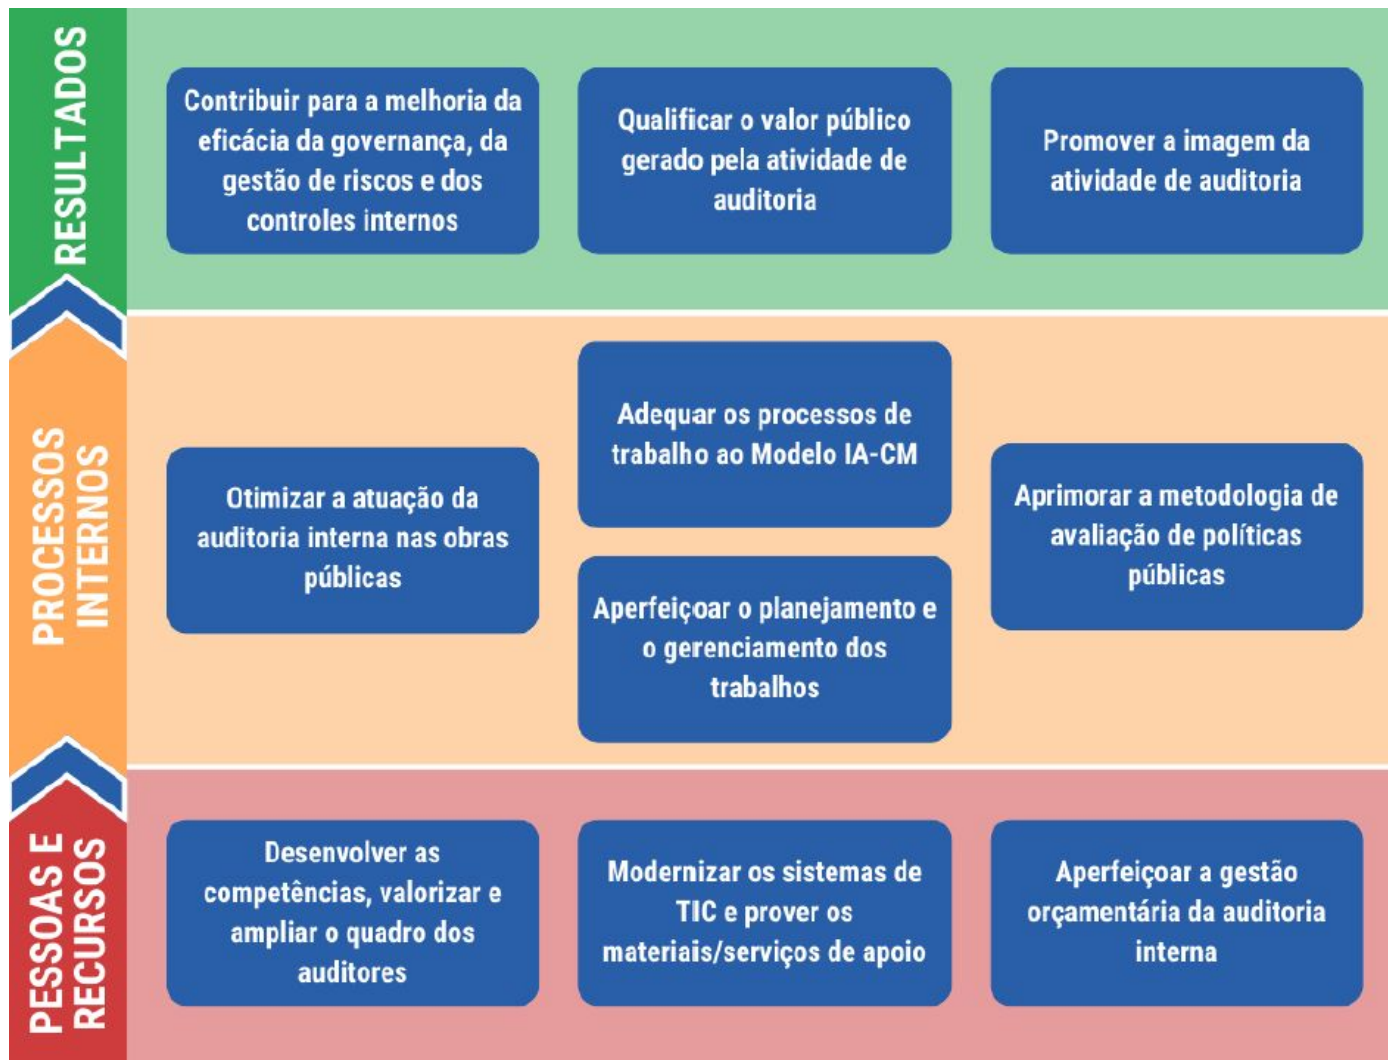 RESULTADOS
Contribuir para a melhoria da
eficácia da governança, da
gestão de riscos e dos
controles internos
Qualificar o valor público
gerado pela atividade de
auditoria
Promover a imagem da
atividade de auditoria
PROCESSOS
INTERNOS
Otimizar a atuação da
auditoria interna nas obras
públicas
Adequar os processos de
trabalho ao Modelo IA-CM
Aperfeiçoar o planejamento e
o gerenciamento dos
trabalhos
Aprimorar a metodologia de
avaliação de políticas
públicas
PESSOAS E
RECURSOS
Desenvolver as
competências, valorizar e
ampliar o quadro dos
auditores
Modernizar os sistemas de
TIC e prover os
materiais/serviços de apoio
Aperfeiçoar a gestão
orçamentária da auditoria
interna